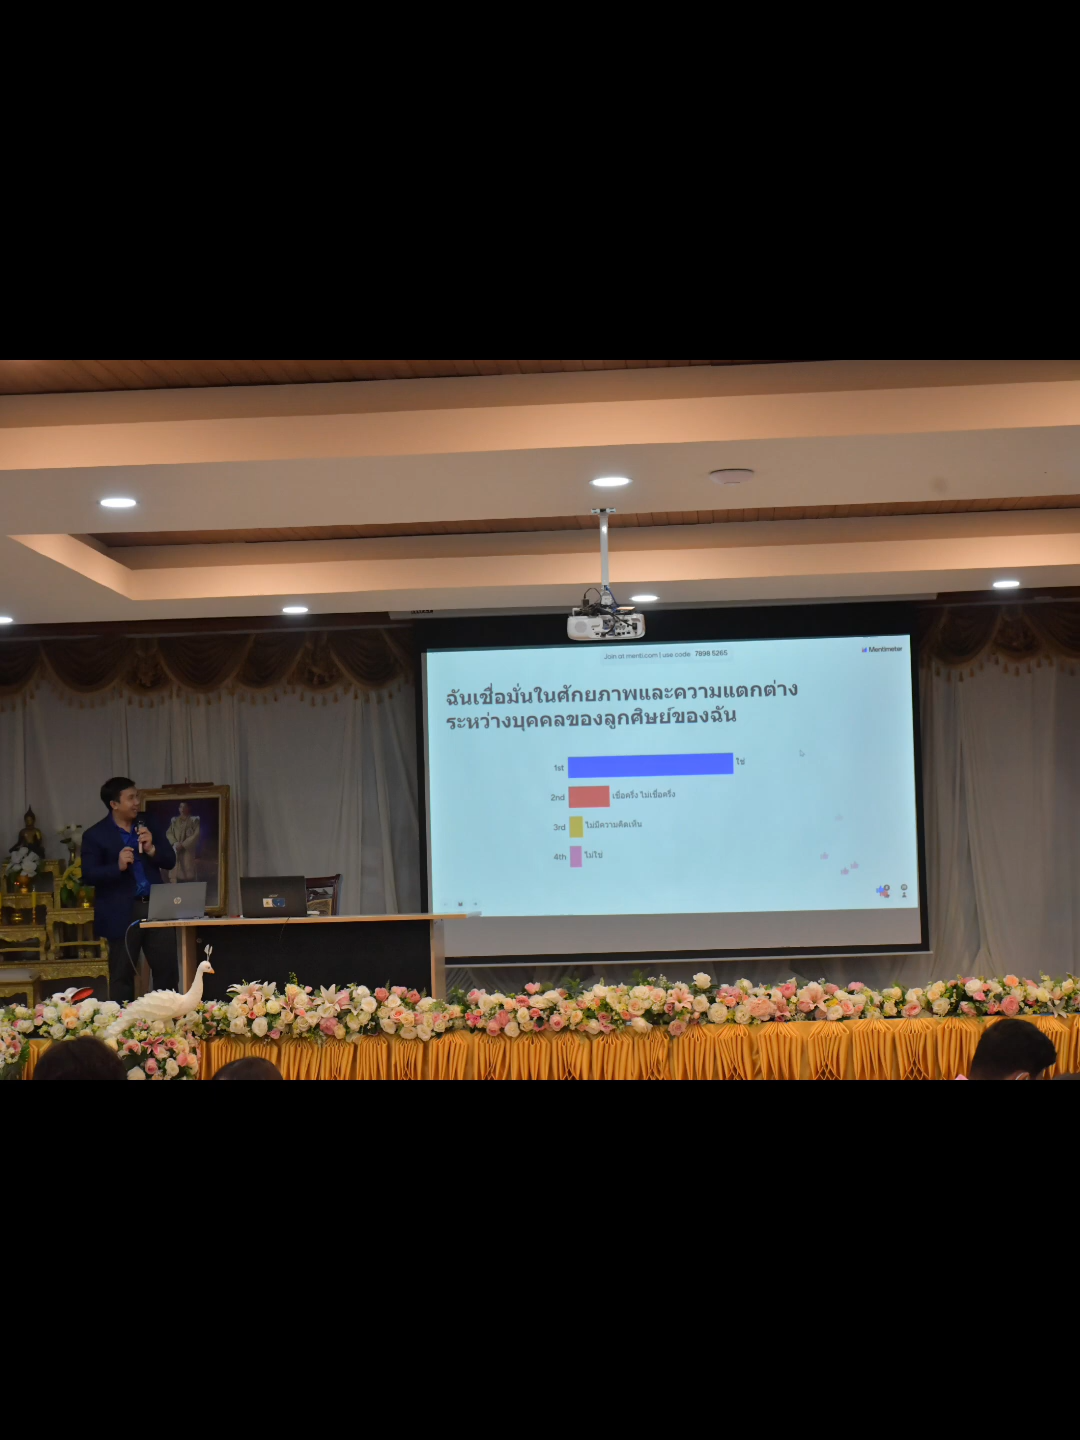 Join at menti.com | use code 7898 5265
Mentimeter
ฉันเชื่อมั่นในศักยภาพและความแตกต่าง
ระหว่างบุคคลของลูกศิษย์ของฉัน
1st ใช่
2nd เชื่อครึ่ง ไม่เชื่อครึ่ง
3rd ไม่มีความคิดเห็น
4th ไม่ใช่
hp